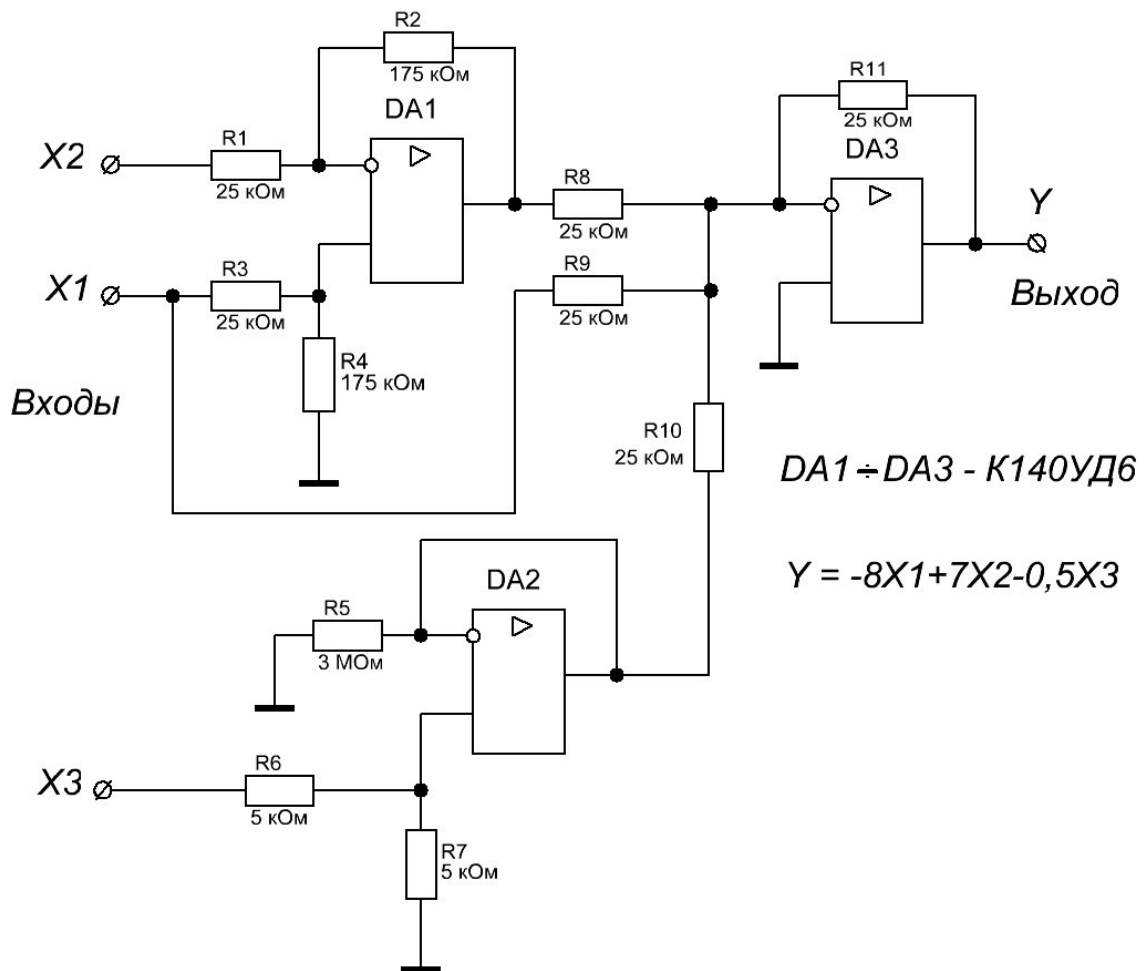 R2
175 кОм
DA1
X2
R1
25 кОм
R3
X1
25 кОм
R4
175 кОм
Входы
R8
25 кОм
R9
25 кОм
R11
25 кОм
DA3
Y
Выход
R10
25 кОм
DA1 ÷ DA3 - К140УД6
Y = -8X1+7X2-0,5X3
DA2
R5
3 МОм
X3
R6
5 кОм
R7
5 кОм